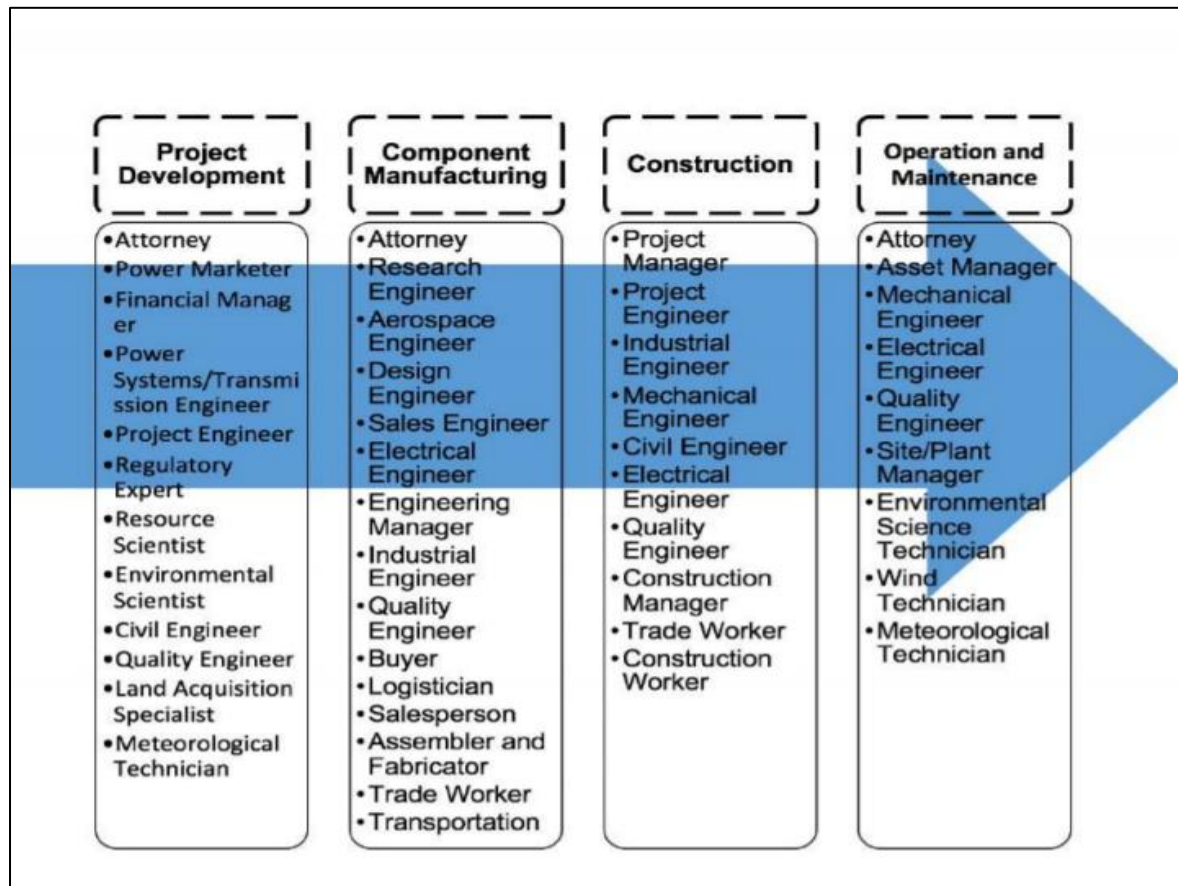 Project
Development
•Attorney
•Power Marketer
•Financial Manag
er
•Power
Systems/Transmi
ssion Engineer
•Project Engineer
•Regulatory
Expert
•Resource
Scientist
•Environmental
Scientist
•Civil Engineer
•Quality Engineer
•Land Acquisition
Specialist
•Meteorological
Technician
Component
Manufacturing
•Attorney
•Research
Engineer
•Aerospace
Engineer
•Design
Engineer
•Sales Engineer
•Electrical
Engineer
•Engineering
Manager
•Industrial
Engineer
•Quality
Engineer
•Buyer
•Logistician
•Salesperson
•Assembler and
Fabricator
•Trade Worker
•Transportation
Construction
•Project
Manager
•Project
Engineer
•Industrial
Engineer
•Mechanical
Engineer
•Civil Engineer
•Electrical
Engineer
•Quality
Engineer
•Construction
Manager
•Trade Worker
•Construction
Worker
Operation and
Maintenance
•Attorney
•Asset Manager
•Mechanical
Engineer
•Electrical
Engineer
•Quality
Engineer
•Site/Plant
Manager
•Environmental
Science
Technician
•Wind
Technician
•Meteorological
Technician